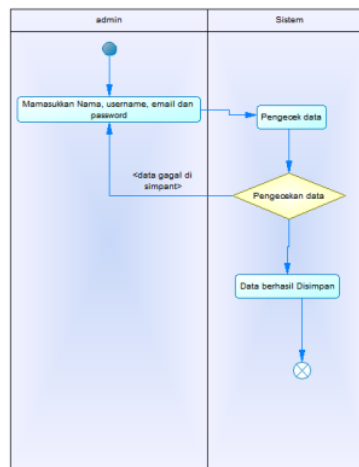 admin
Sistem
Mamasukkan Nama, username, email dan
password
Pengecek data
<data gagal di
simpant>
Pengecekan data
Data berhasil Disimpan